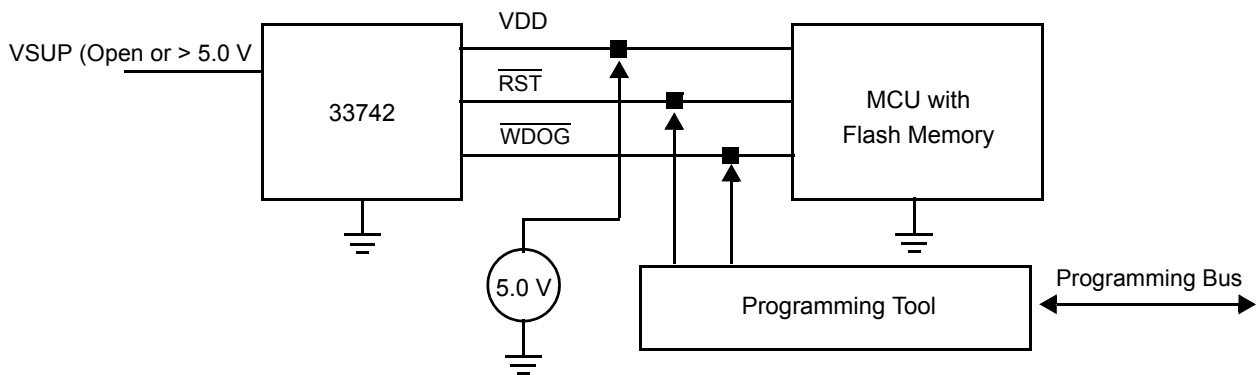 VDD
VSUP (Open or > 5.0 V
RST
33742
MCU with
Flash Memory
WDOG
5.0 V
Programming Tool
Programming Bus